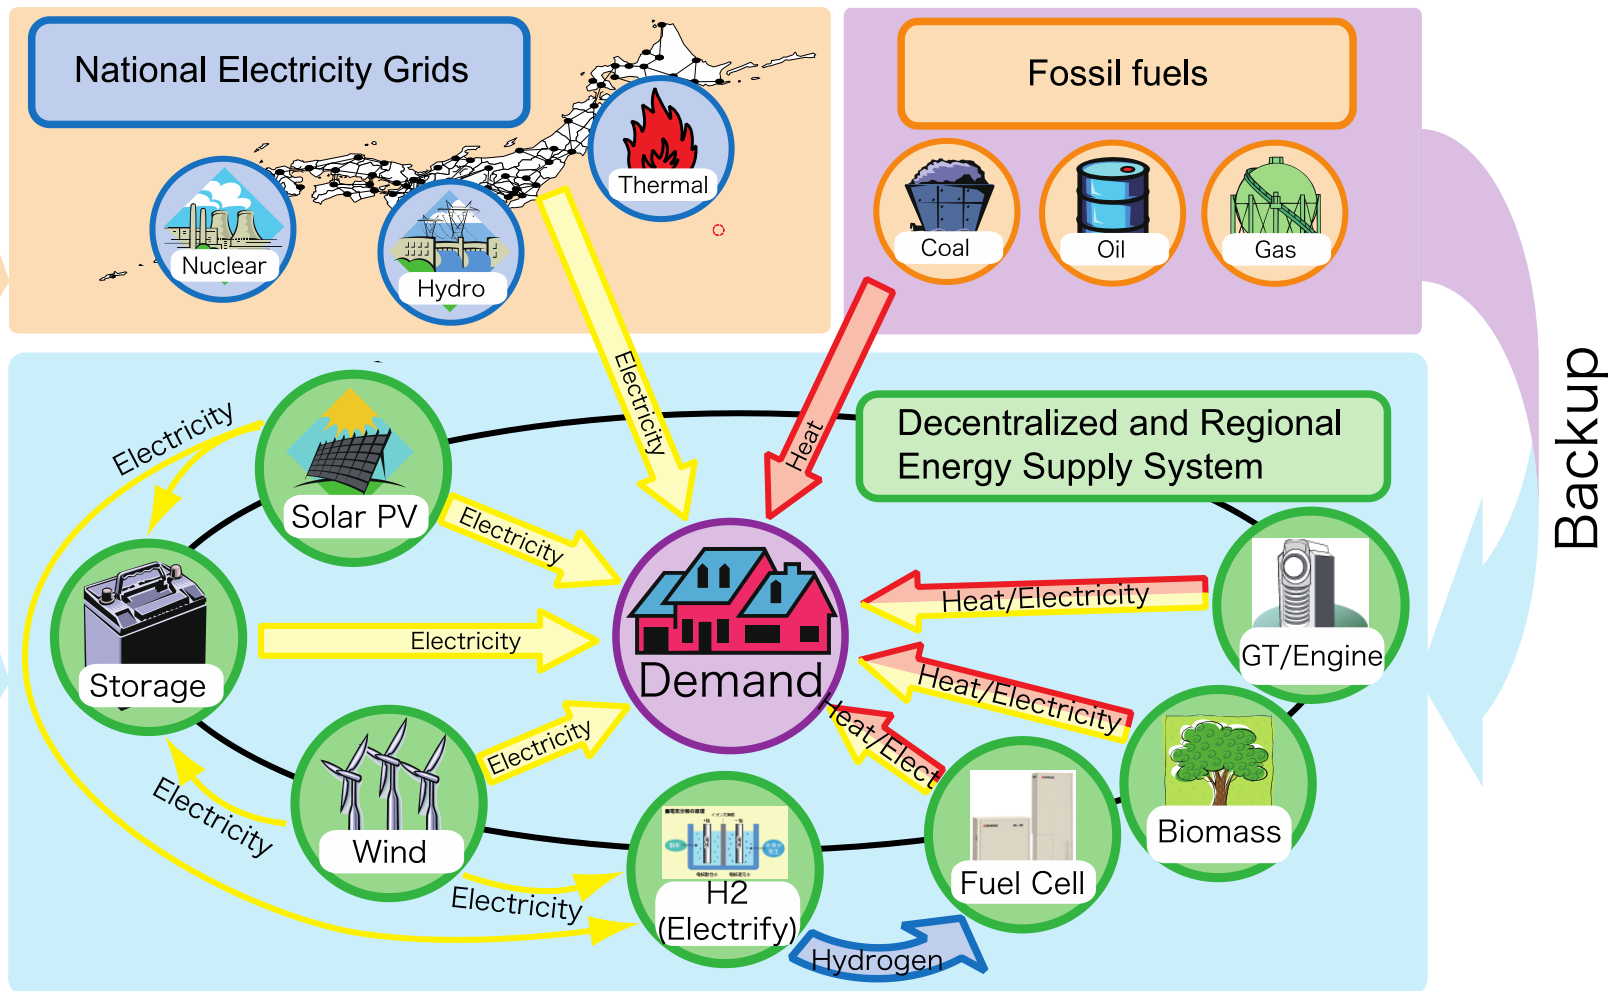 National Electricity Grids
Fossil fuels
Thermal
Nuclear
Hydro
Coal
Oil
Gas
Electricity
Heat
Backup
Decentralized and Regional
Energy Supply System
Electricity
Solar PV
Electricity
Storage
Electricity
Demand
Heat/Electricity
GT/Engine
Heat/Electricity
Biomass
Heat/Elect
Fuel Cell
Electricity
Wind
Electricity
Electricity
H2
(Electrify)
Hydrogen